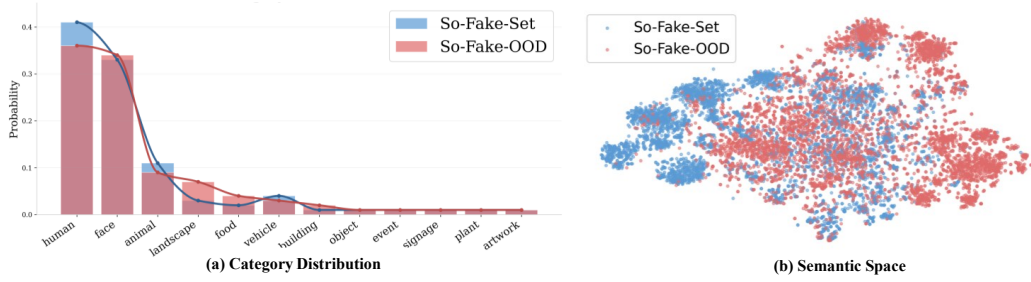 So-Fake-Set
So-Fake-OOD
Probability
0.4
0.3
0.2
0.1
0.0
human
face
animal
landscape
food
vehicle
building
object
event
signage
plant
artwork
(a) Category Distribution
So-Fake-Set
So-Fake-OOD
(b) Semantic Space